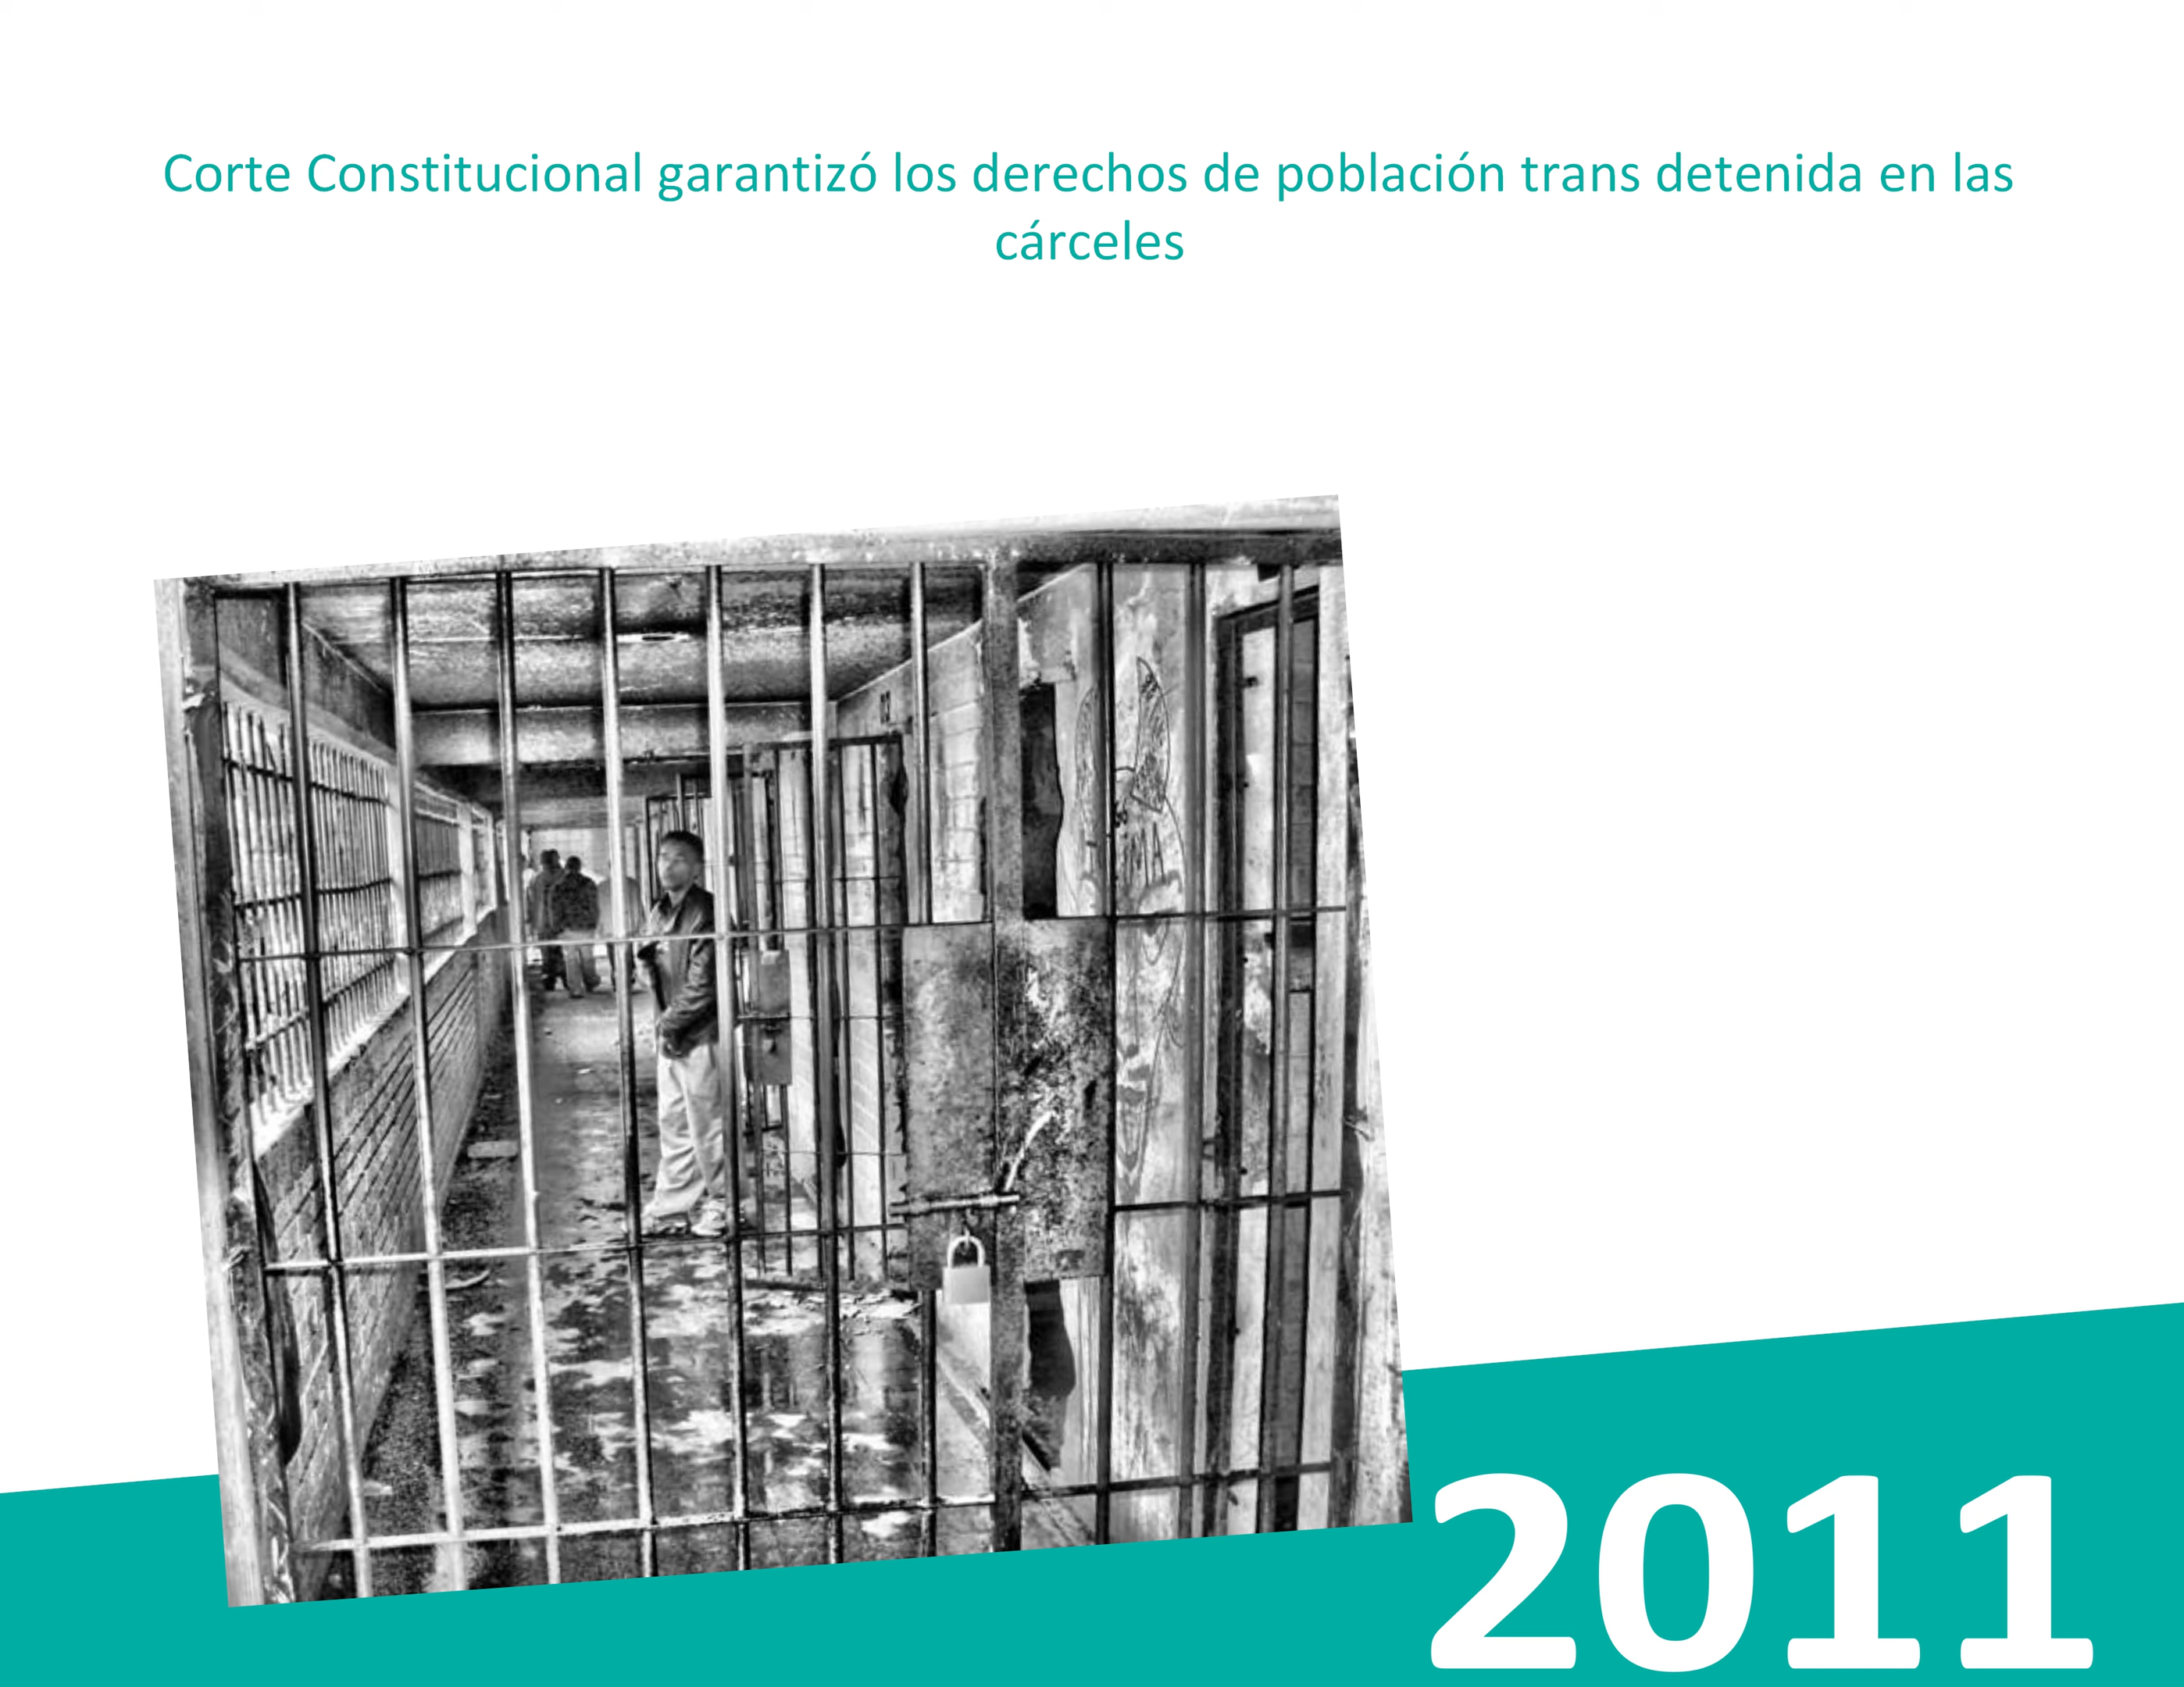 Corte Constitucional garantizó los derechos de población trans detenida en las
cárceles
2011